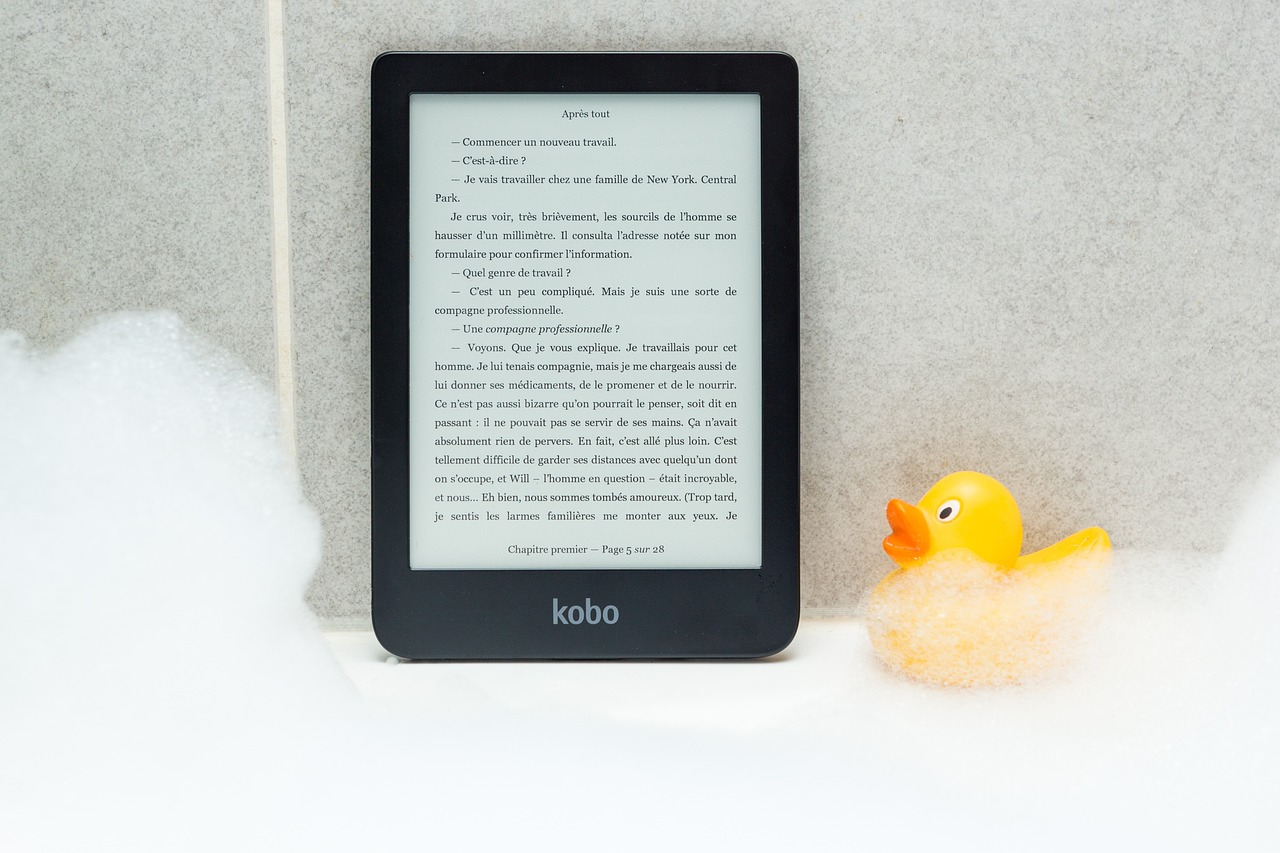 Après tout
— Commencer un nouveau travail.
— C’est-à-dire ?
— Je vais travailler chez une famille de New York. Central
Park.
Je crus voir, très brièvement, les sourcils de l’homme se
hausser d’un millimètre. Il consulta l’adresse notée sur mon
formulaire pour confirmer l’information.
— Quel genre de travail ?
— C’est un peu compliqué. Mais je suis une sorte de
compagne professionnelle.
— Une compagne professionnelle ?
— Voyons. Que je vous explique. Je travaillais pour cet
homme. Je lui tenais compagnie, mais je me chargeais aussi de
lui donner ses médicaments, de le promener et de le nourrir.
Ce n’est pas aussi bizarre qu’on pourrait le penser, soit dit en
passant : il ne pouvait pas se servir de ses mains. Ça n’avait
absolument rien de pervers. En fait, c’est allé plus loin. C’est
tellement difficile de garder ses distances avec quelqu’un dont
on s’occupe, et Will – l’homme en question – était incroyable,
et nous... Eh bien, nous sommes tombés amoureux. (Trop tard,
je sentis les larmes familières me monter aux yeux. Je
Chapitre premier — Page 5 sur 28
kobo